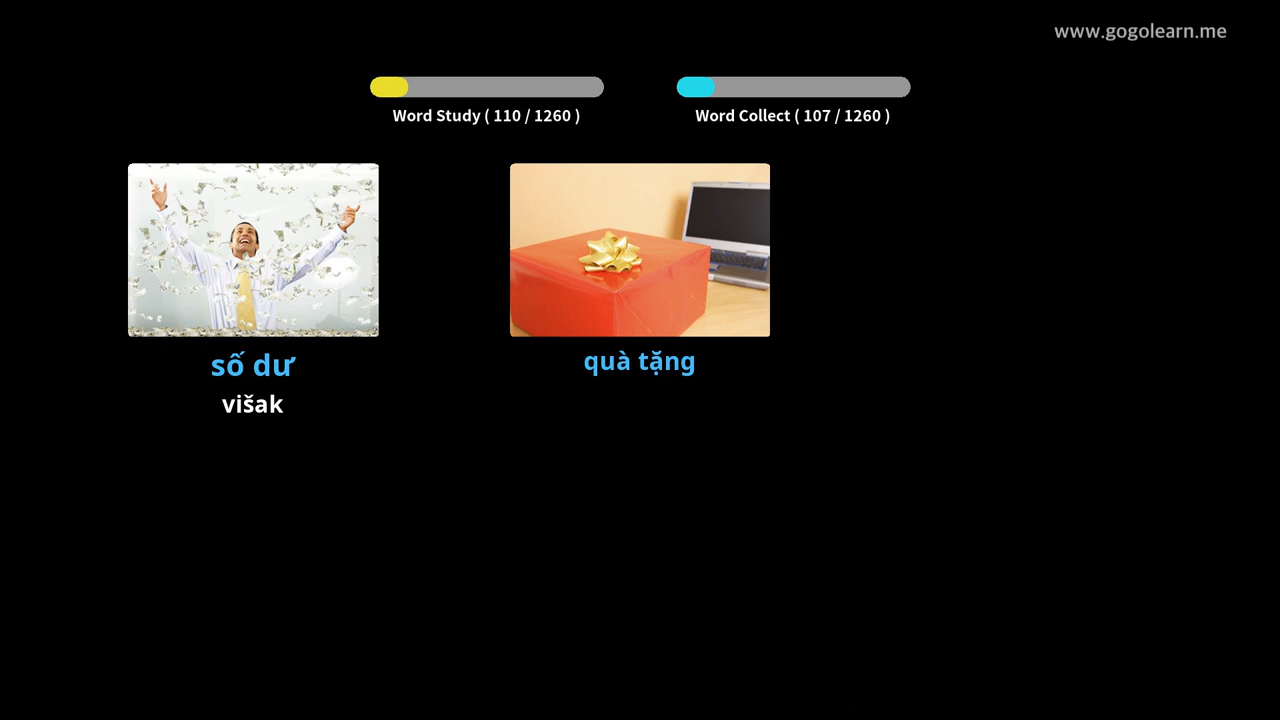 www.gogolearn.me
Word Study ( 110 / 1260 )
Word Collect ( 107 / 1260 )
số dư
višak
quà tặng